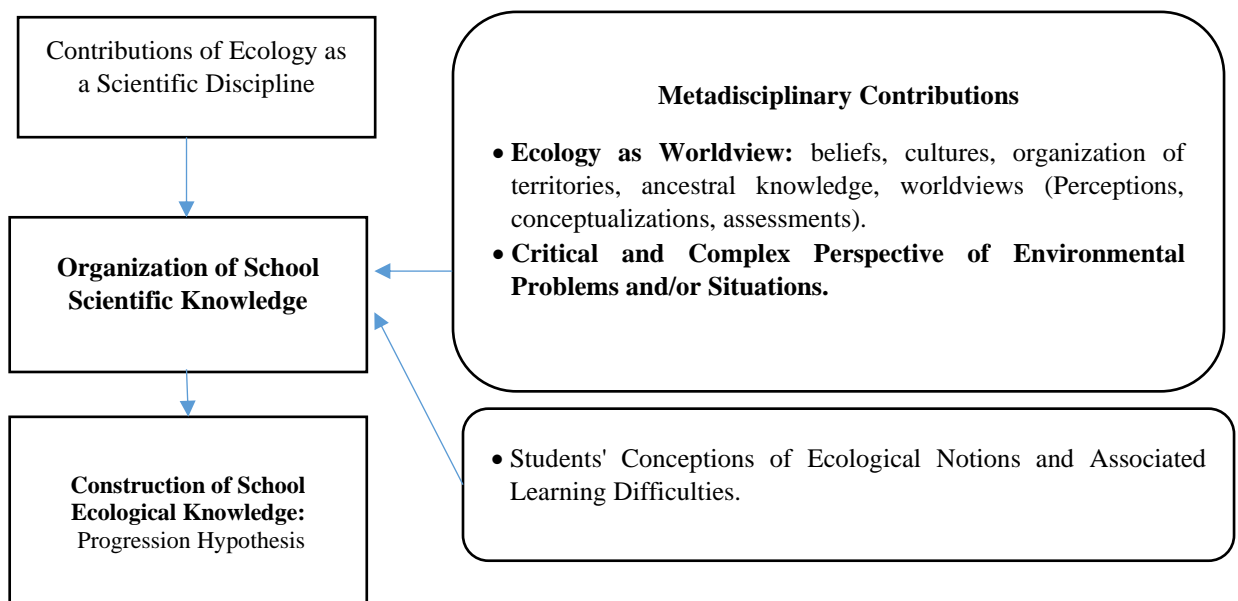 Contributions of Ecology as
a Scientific Discipline
Metadisciplinary Contributions
• Ecology as Worldview: beliefs, cultures, organization of
territories, ancestral knowledge, worldviews (Perceptions,
conceptualizations, assessments).
• Critical and Complex Perspective of Environmental
Problems and/or Situations.
Organization of School
Scientific Knowledge
• Students' Conceptions of Ecological Notions and Associated
Learning Difficulties.
Construction of School
Ecological Knowledge:
Progression Hypothesis